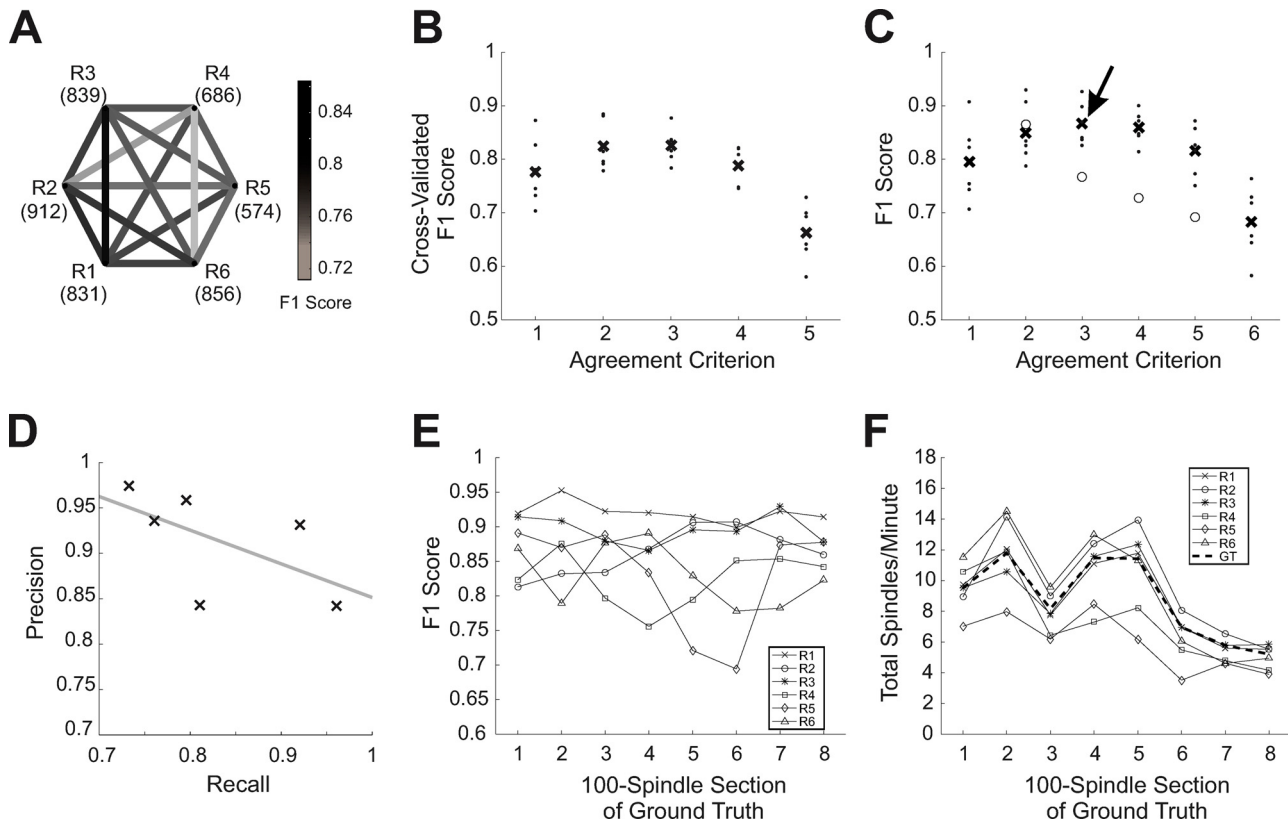 A
R3
(839)
R4
(686)
R2
(912)
R5
(574)
R1
(831)
R6
(856)
0.84
0.8
0.76
0.72
F1 Score
B
Cross-Validated
F1 Score
1
0.9
0.8
0.7
0.6
0.5
1 2 3 4 5
Agreement Criterion
C
F1 Score
1
0.9
0.8
0.7
0.6
0.5
1 2 3 4 5 6
Agreement Criterion
D
Precision
1
0.95
0.9
0.85
0.8
0.75
0.7
0.7 0.8 0.9 1
Recall
E
F1 Score
1
0.95
0.9
0.85
0.8
0.75
0.7
0.65
0.6
R1
R2
R3
R4
R5
R6
1 2 3 4 5 6 7 8
100-Spindle Section
of Ground Truth
F
Total Spindles/Minute
18
16
14
12
10
8
6
4
2
0
R1
R2
R3
R4
R5
R6
GT
1 2 3 4 5 6 7 8
100-Spindle Section
of Ground Truth